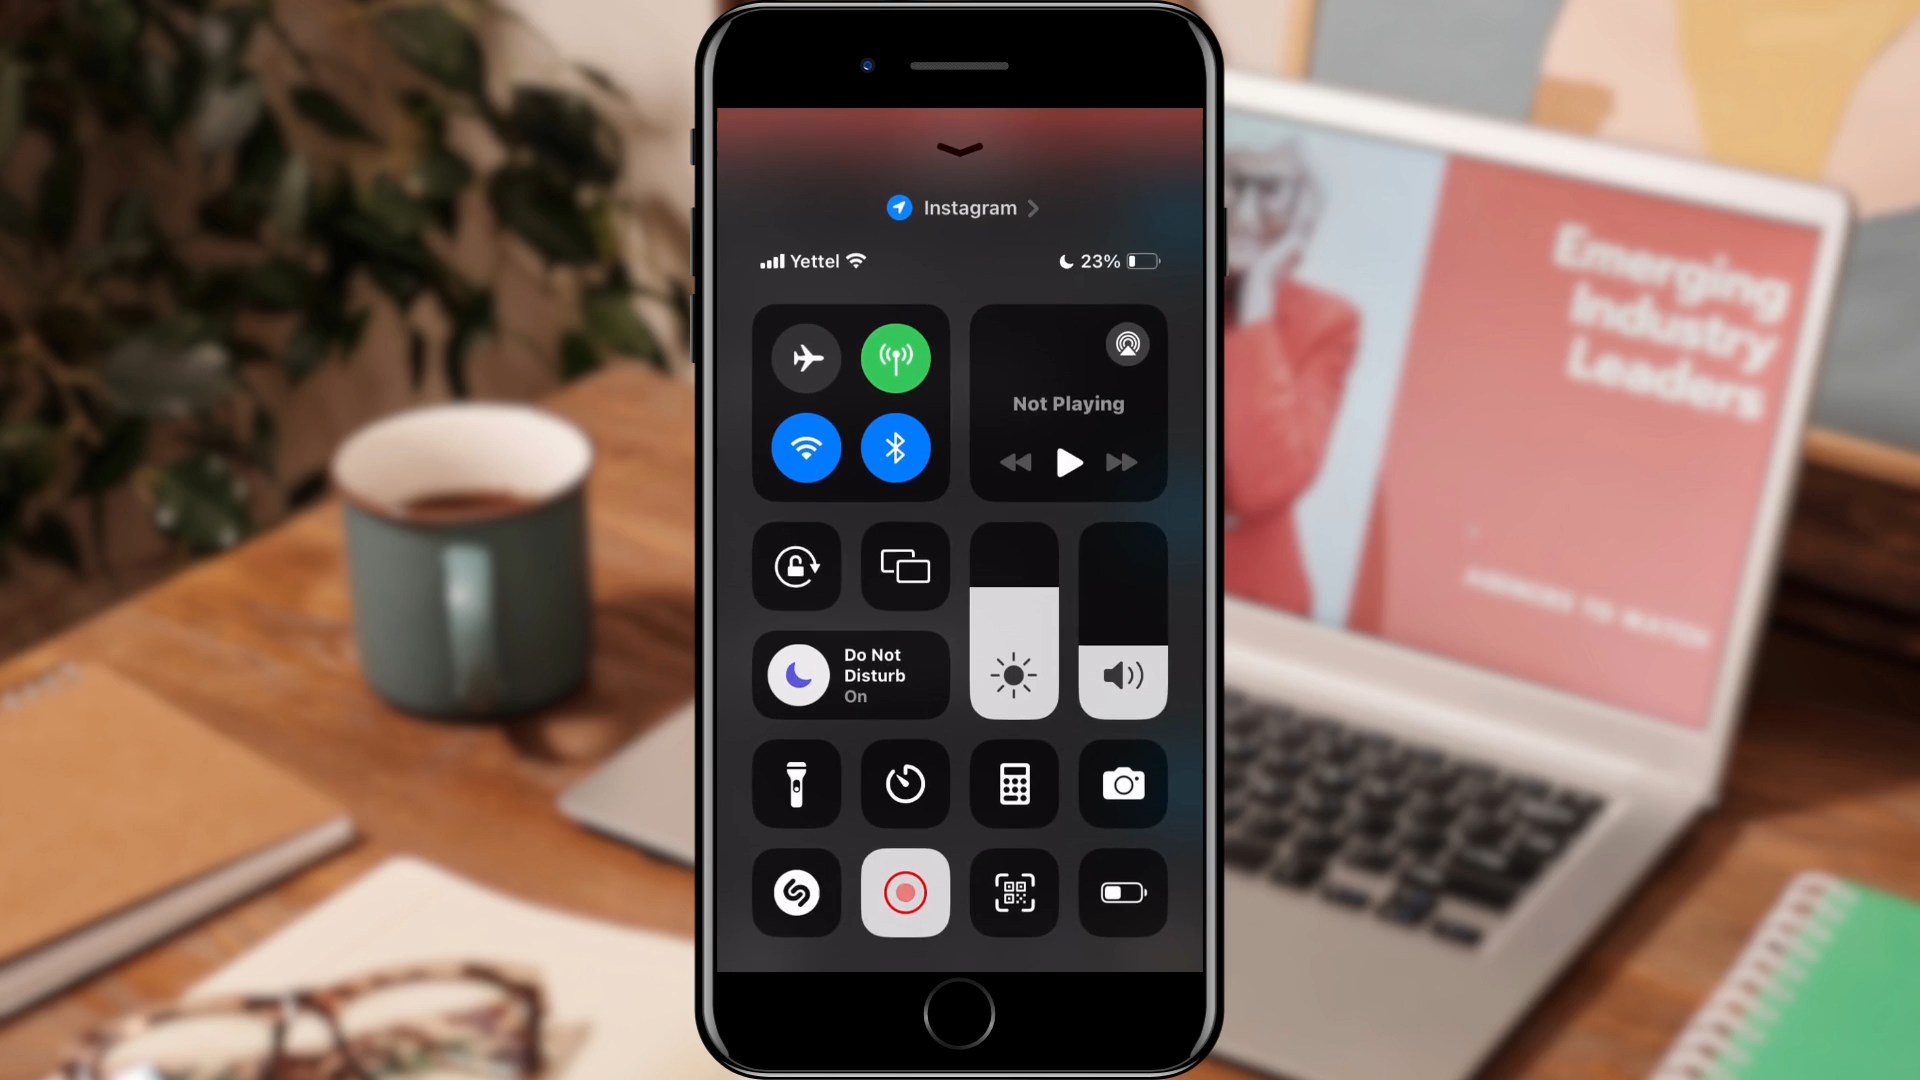 Instagram
Yettel
23%
Not Playing
Do Not
Disturb
On
Emerging
Industry
Leaders